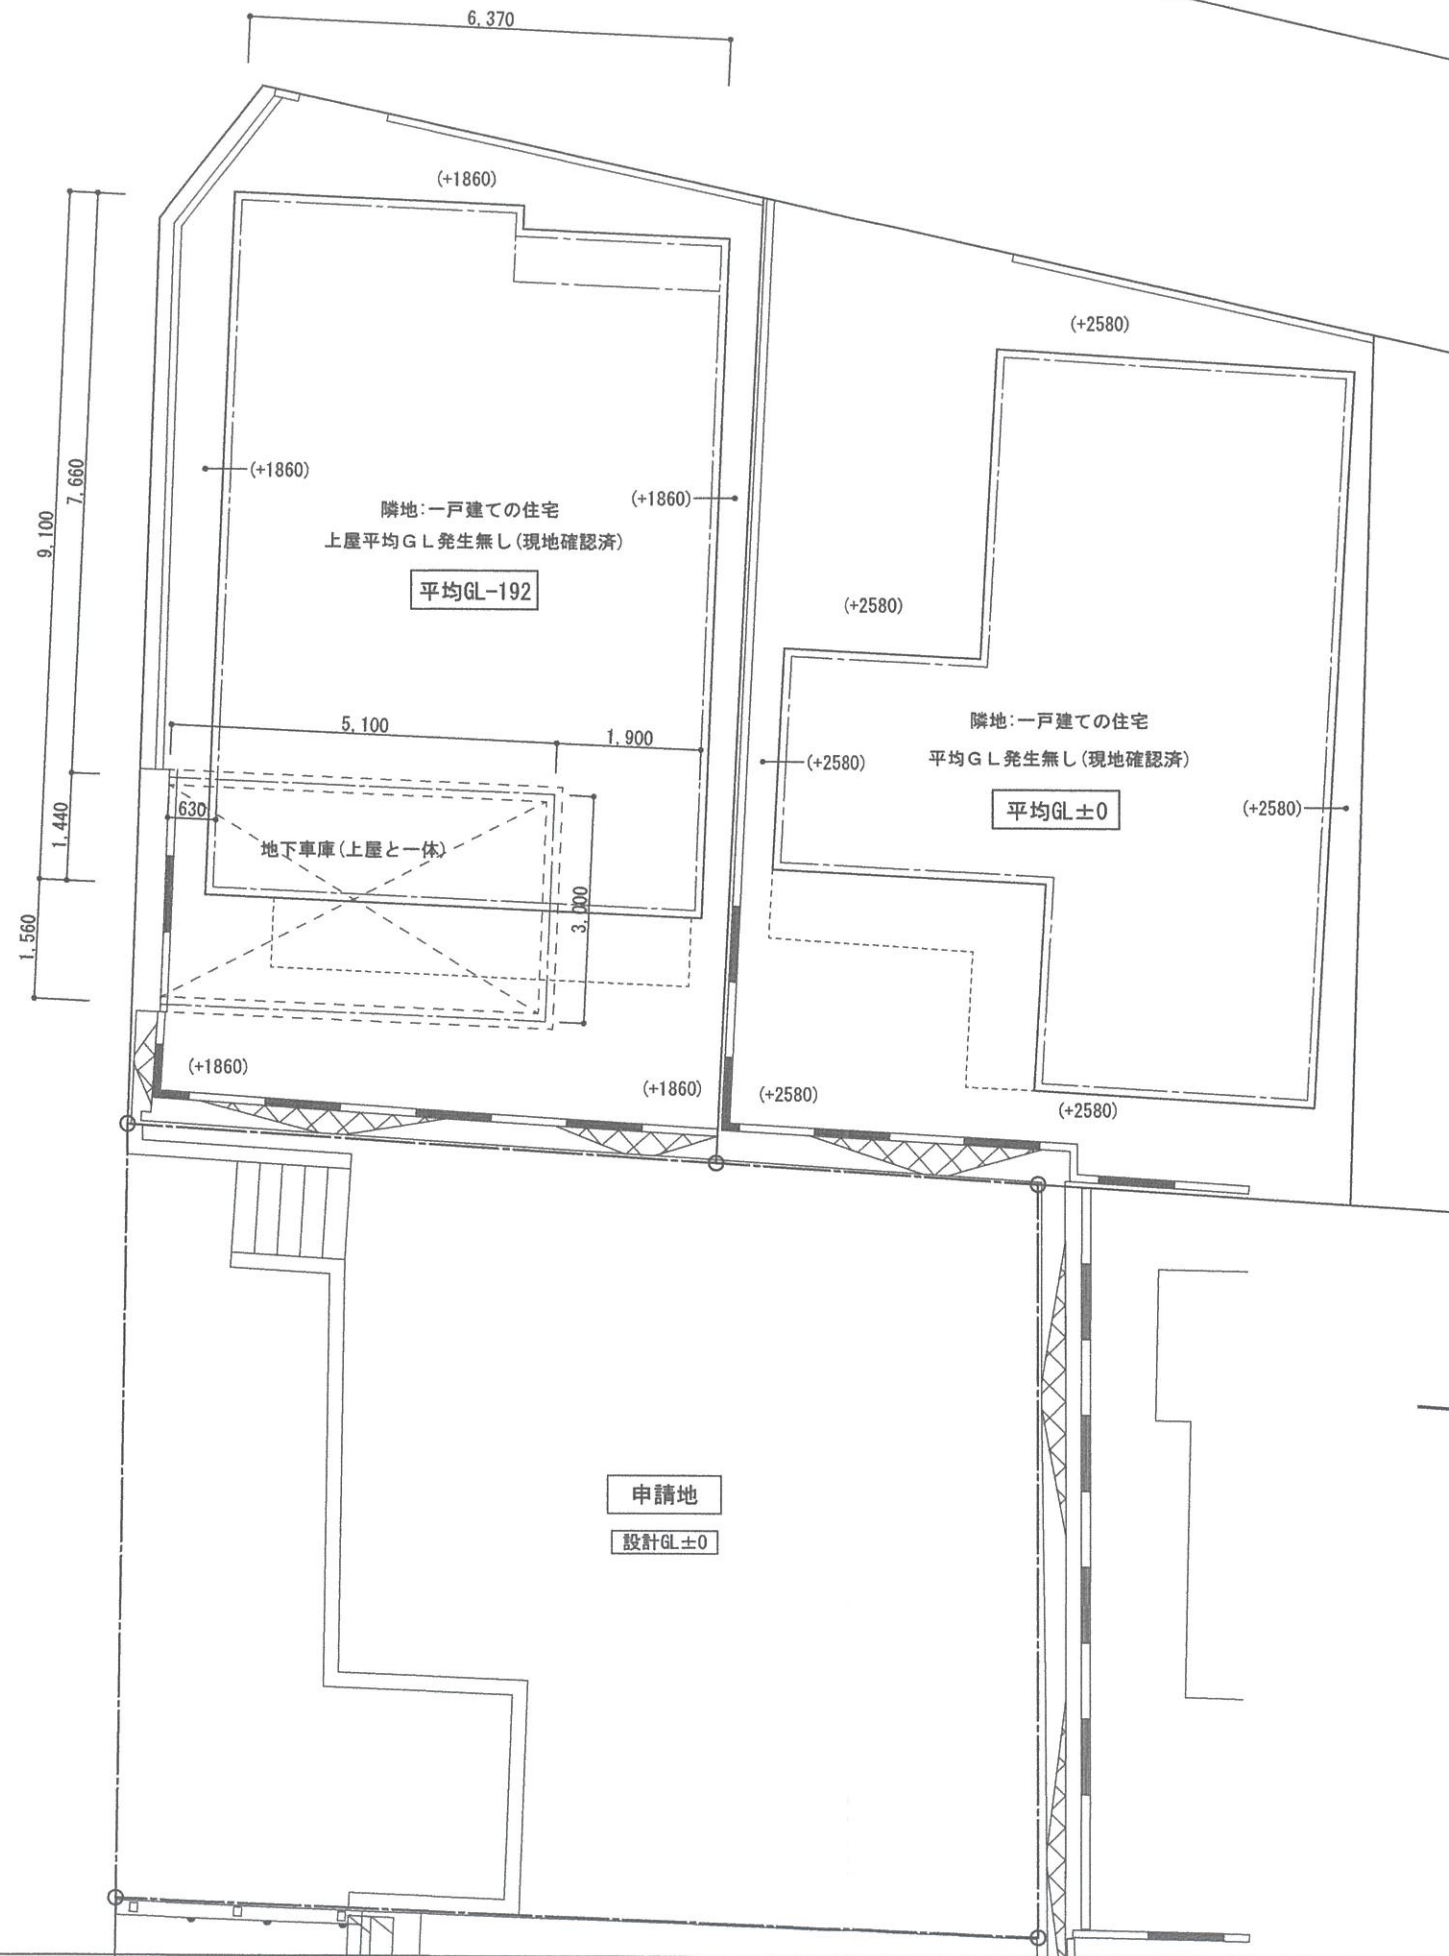 6,370
(+1860)
(+2580)
7,660
9,100
(+1860)
(+1860)
隣地:一戸建ての住宅
上屋平均GL発生無し(現地確認済)
平均GL-192
(+2580)
5,100
1,900
隣地:一戸建ての住宅
平均GL発生無し(現地確認済)
(+2580)
平均GL±0
(+2580)
630
1,440
地下車庫(上屋と一体)
3,000
1,560
(+1860)
(+1860)
(+2580)
(+2580)
申請地
設計GL±0